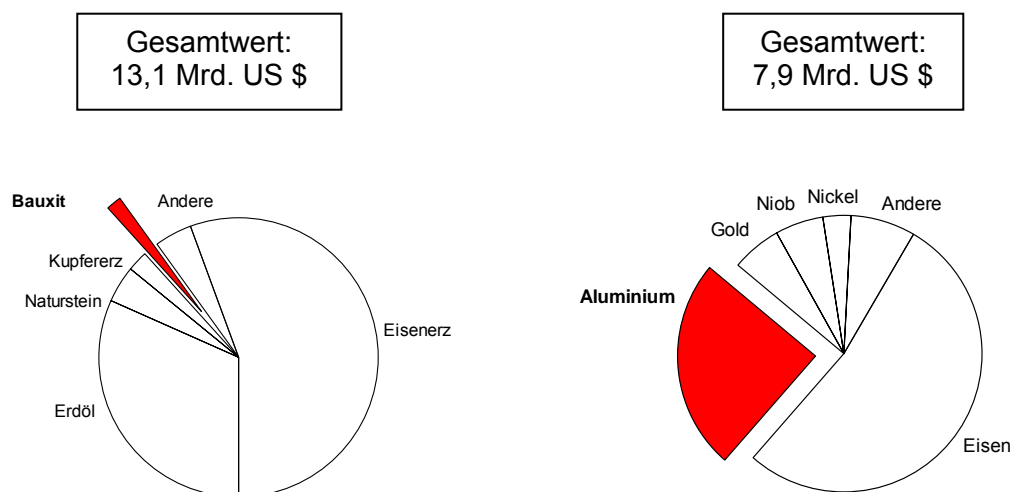 Gesamtwert:
13,1 Mrd. US $
Gesamtwert:
7,9 Mrd. US $
Bauxit
Andere
Kupfererz
Naturstein
Eisenerz
Erdöl
Nickel
Niob
Andere
Gold
Aluminium
Eisen